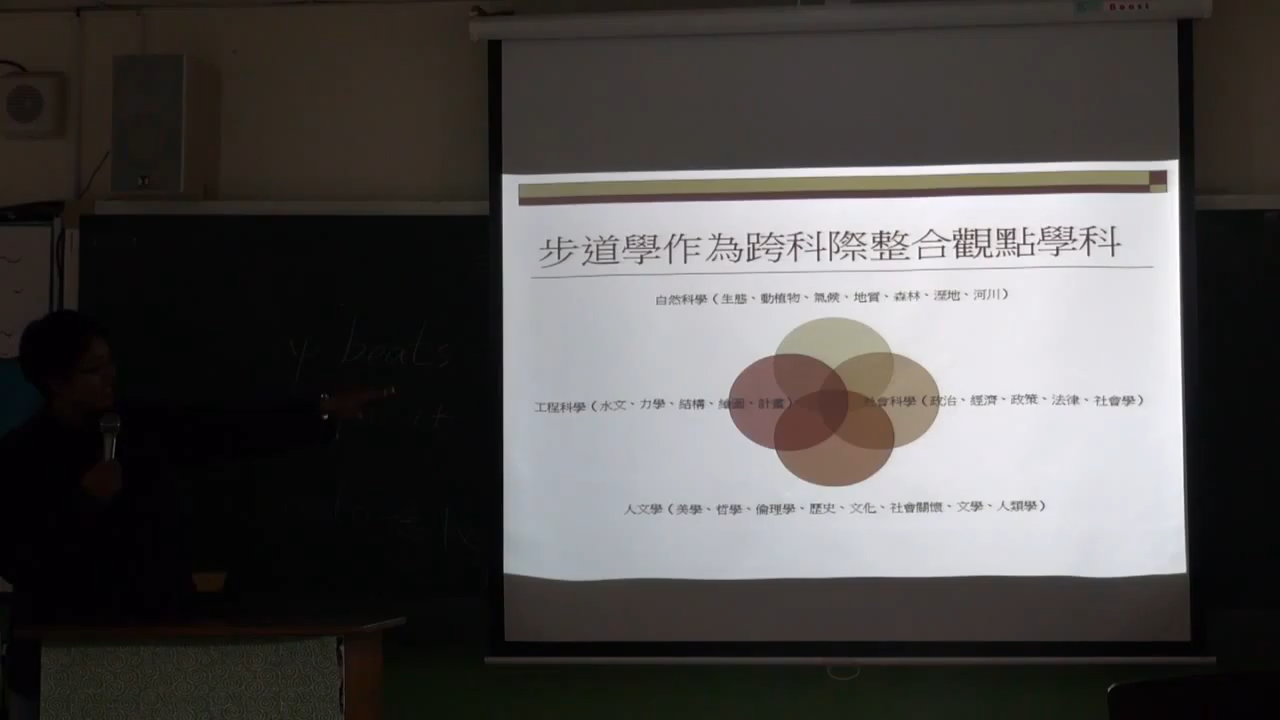 Boost
步道學作為跨科際整合觀點學科
自然科學（生態、動植物、氣候、地質、森林、溼地、河川）
工程科學（水文、力學、結構、繪圖、計畫）
社會科學（政治、經濟、政策、法律、社會學）
人文學（美學、哲學、倫理學、歷史、文化、社會關懷、文學、人類學）
boats